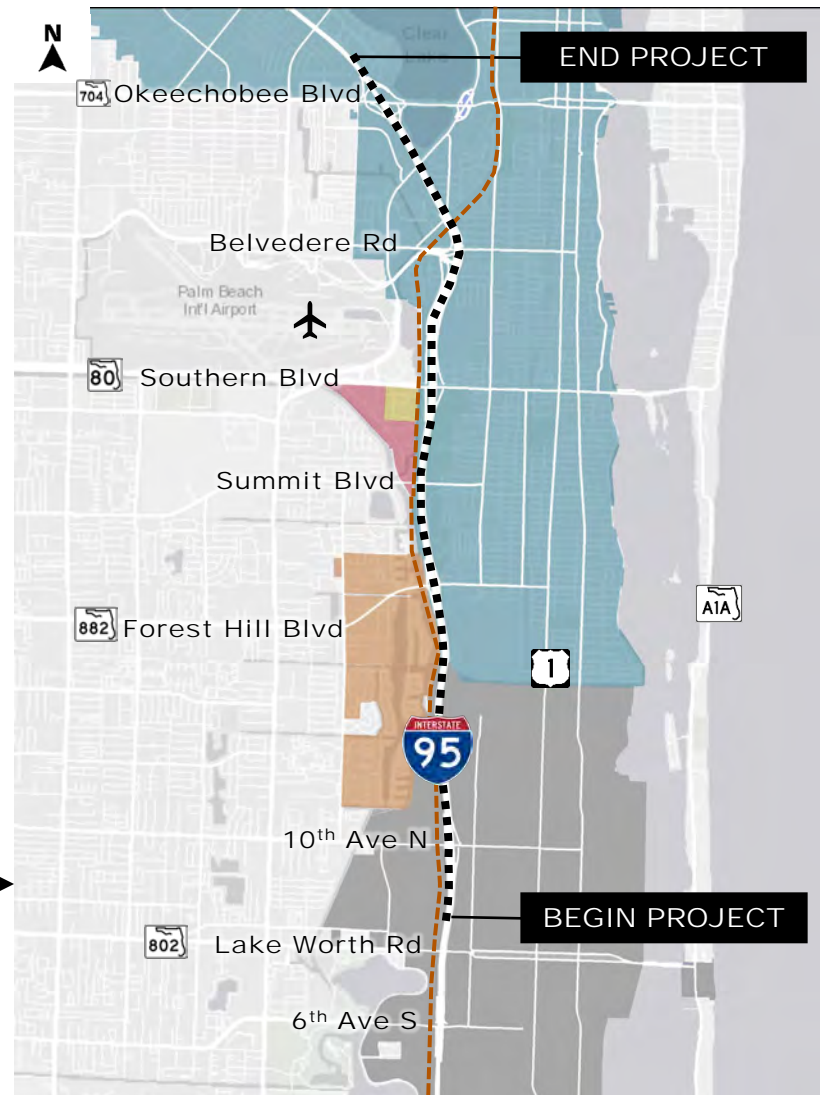 N
Clear
Lake
END PROJECT
704
Okeechobee Blvd
Belvedere Rd
Palm Beach
Int'l Airport
80
Southern Blvd
Summit Blvd
A1A
882
Forest Hill Blvd
1
INTERSTATE
95
10th Ave N
BEGIN PROJECT
802
Lake Worth Rd
6th Ave S